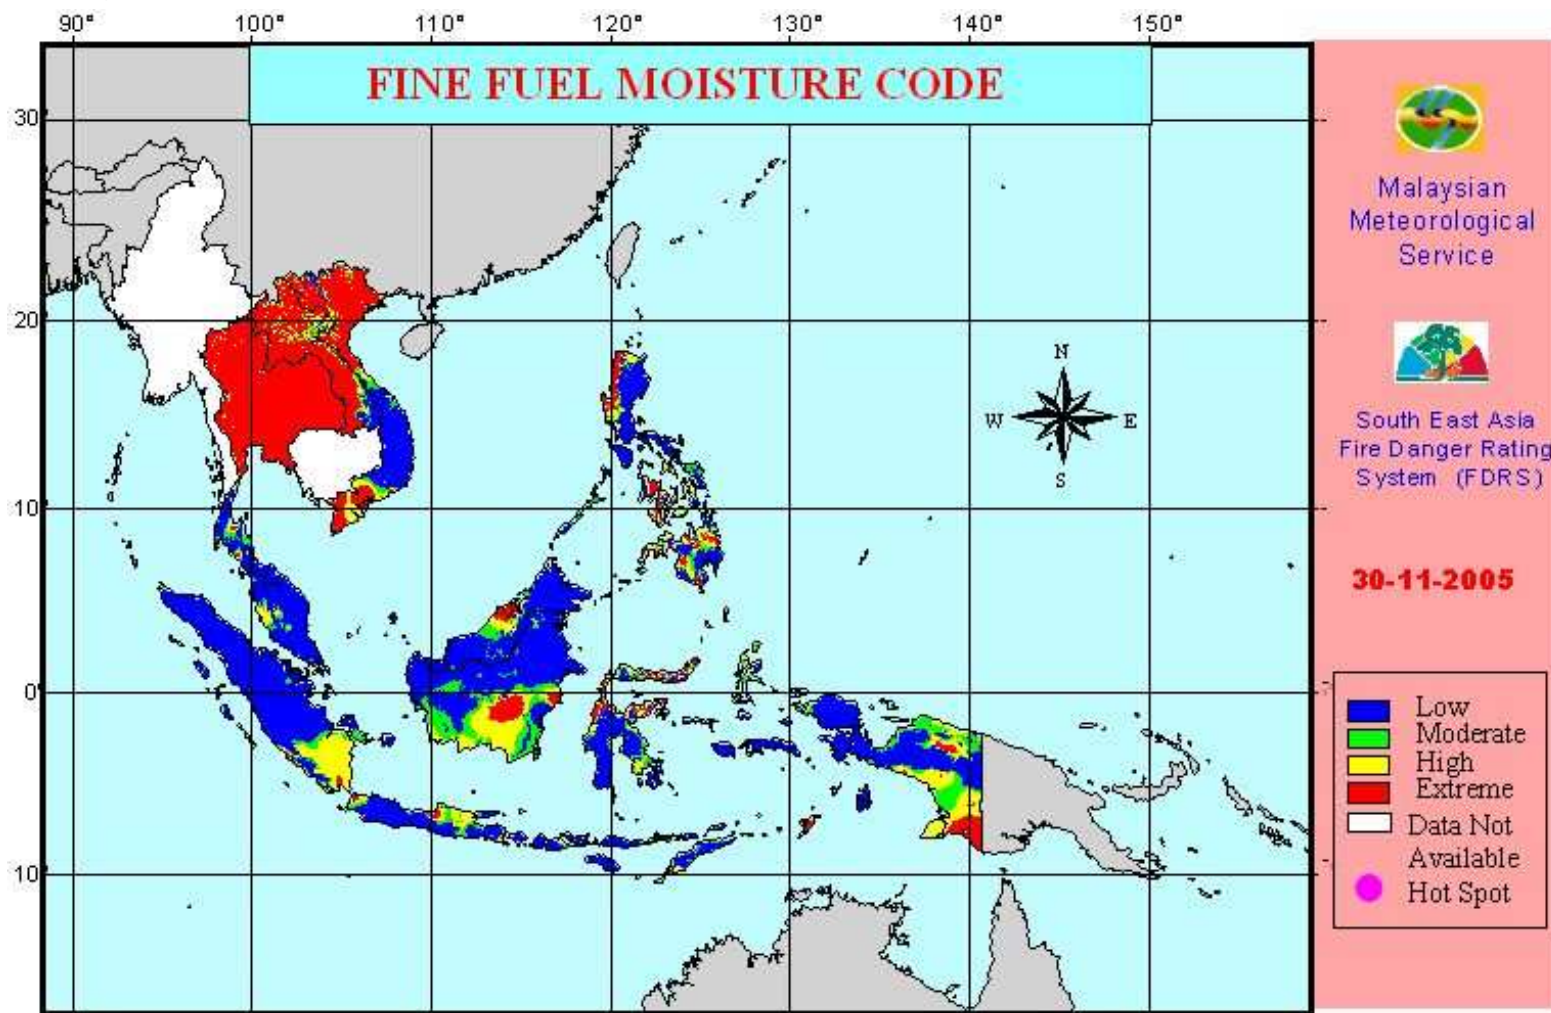 90° 100° 110° 120° 130° 140° 150°
FINE FUEL MOISTURE CODE
30
20
10
0
10
N
W E
S
Malaysian
Meteorological
Service
South East Asia
Fire Danger Rating
System (FDRS)
30-11-2005
Low
Moderate
High
Extreme
Data Not
Available
Hot Spot